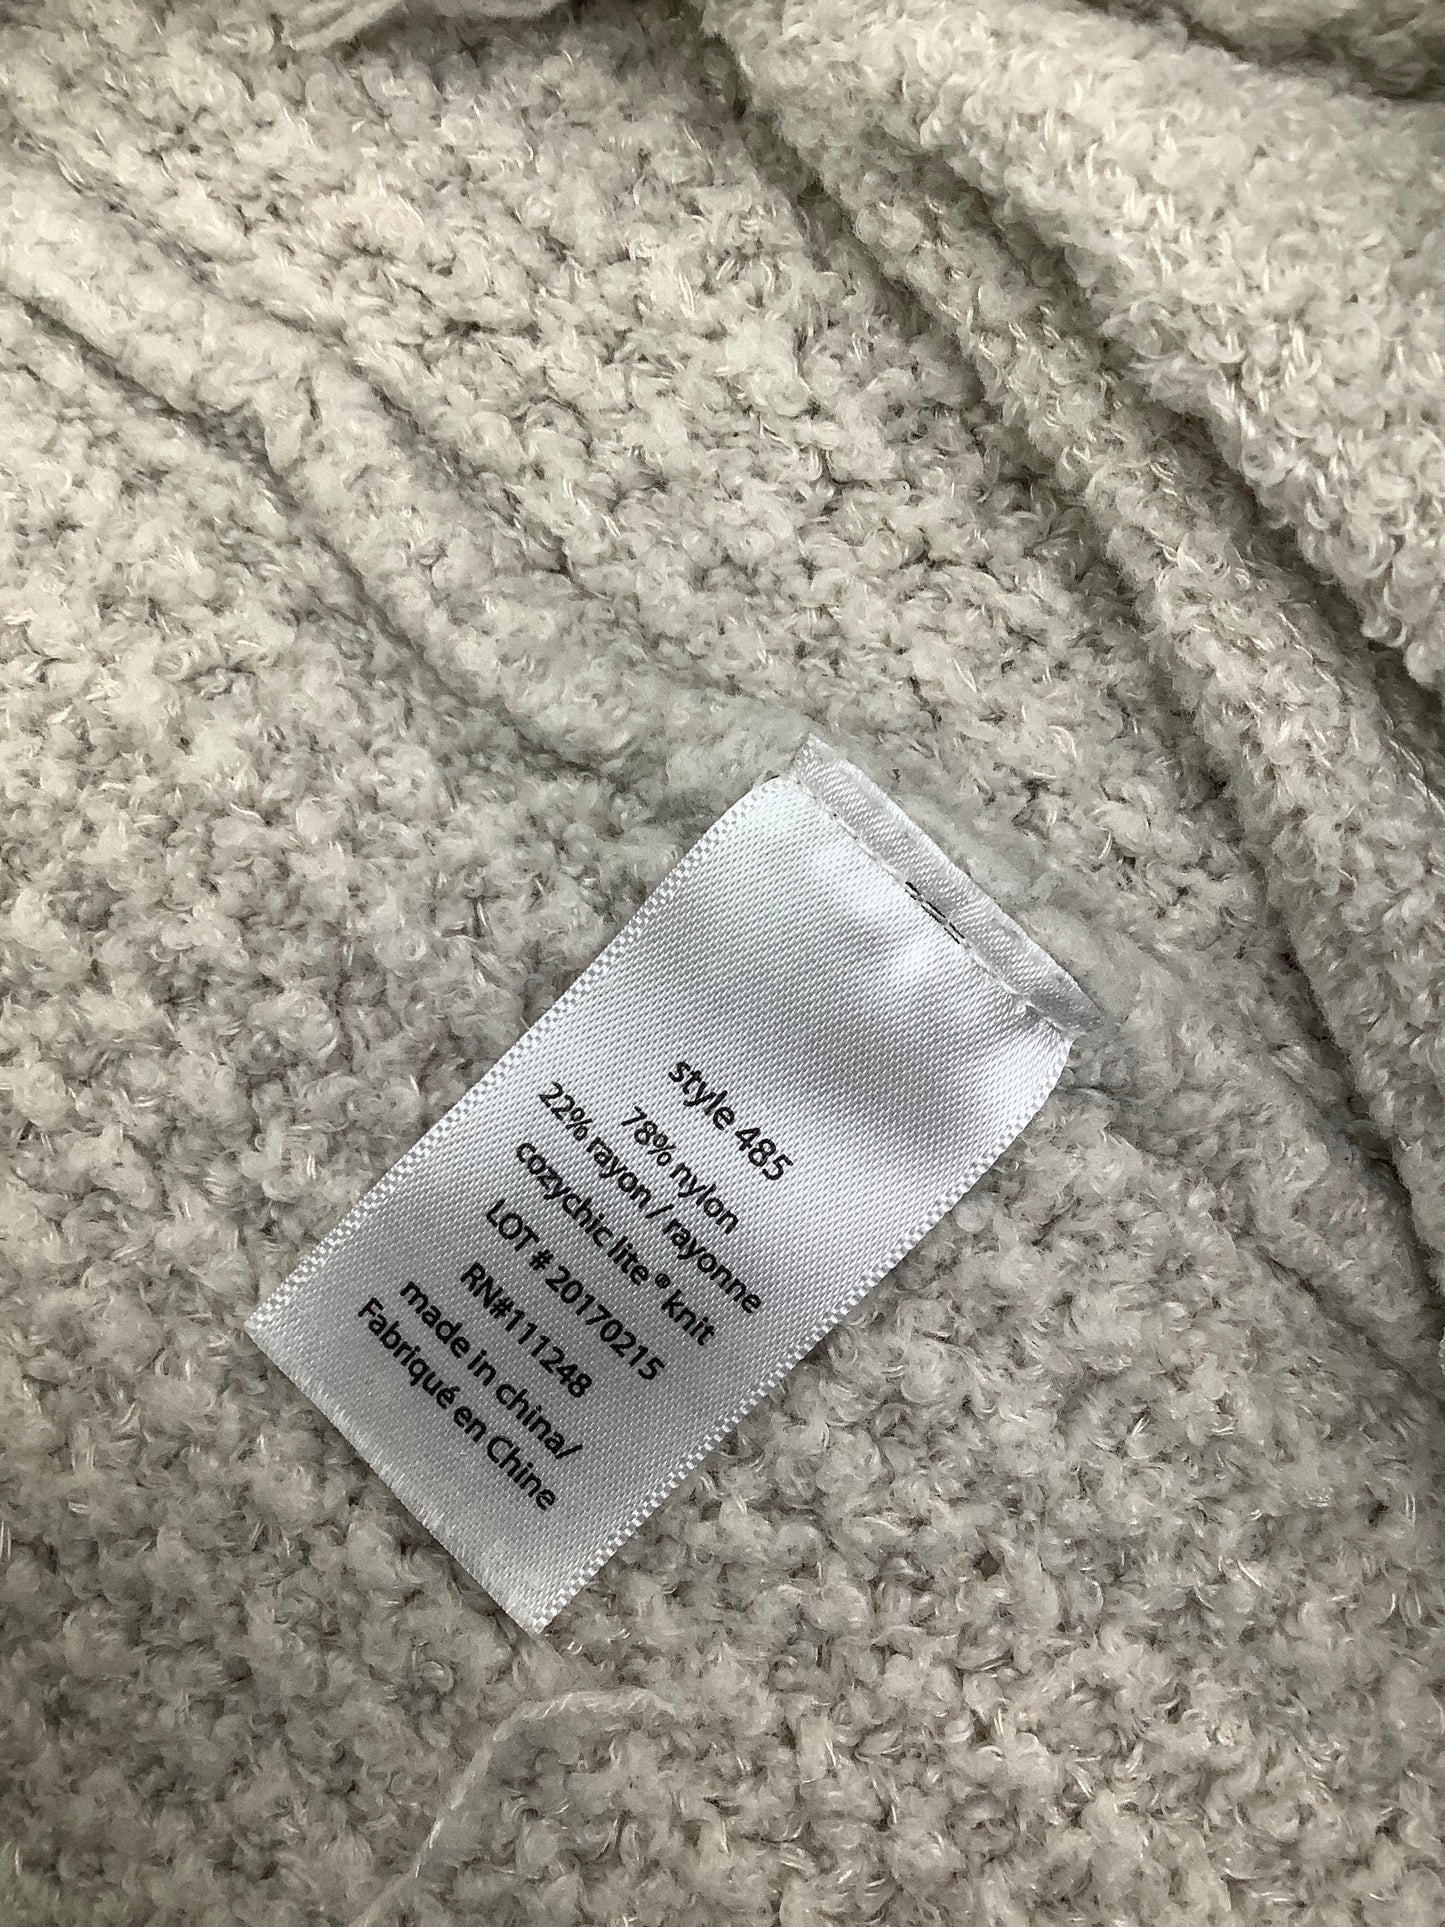 style 485
78% nylon
22% rayon / rayonne
cozychic lite ® knit
LOT # 20170215
RN#111248
made in china/
Fabriqué en Chine